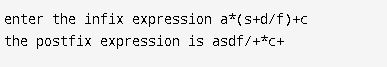 enter the infix expression a*(s+d/f)+c
the postfix expression is asdf/+*c+